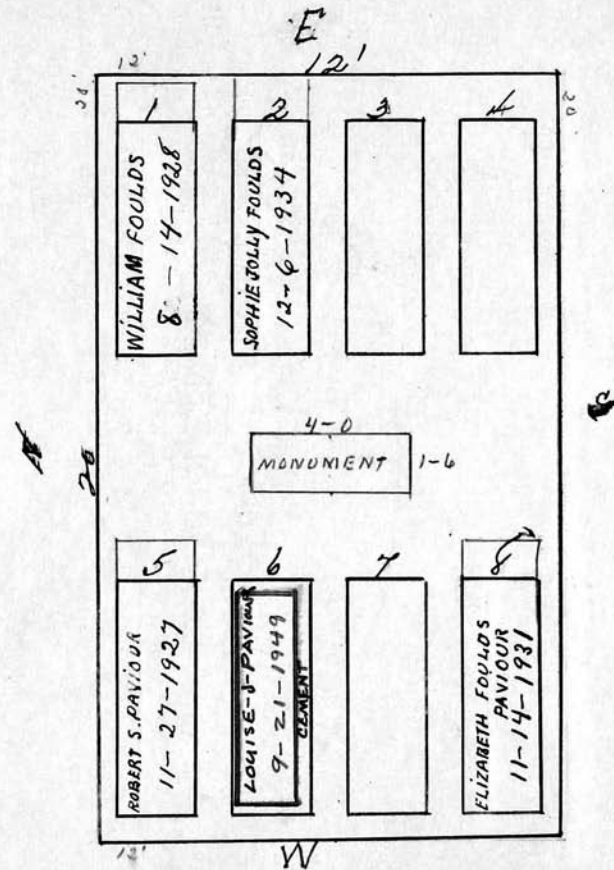 E
12'
12'
20'
20
1
2
3
4
WILLIAM FOULDS
8 - 14 - 1928
SOPHIE JOLLY FOULDS
12 - 6 - 1934
N
S
20
4-0
MONUMENT
1-6
5
6
7
8
ROBERT S. PAVIOUR
11 - 27 - 1927
LOUISE-J-PAVIOUR
9 - 21 - 1949
CEMENT
ELIZABETH FOULDS
PAVIOUR
11 - 14 - 1931
12'
W